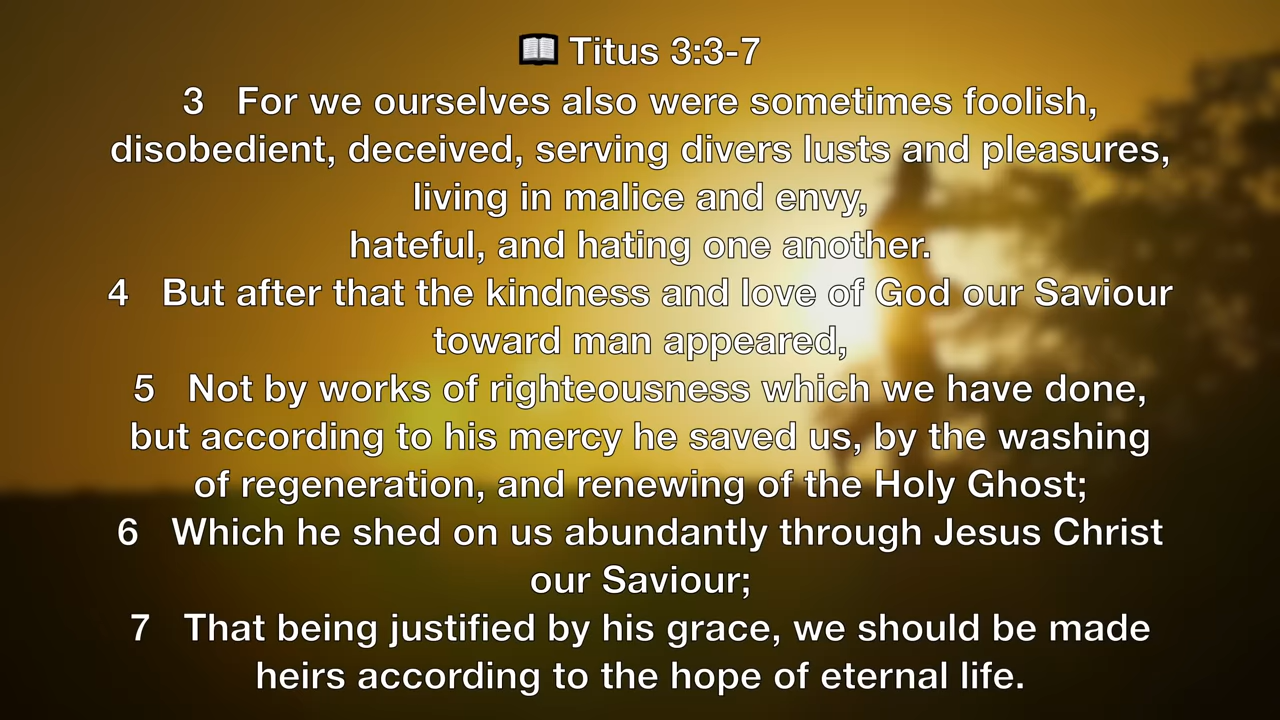 📖 Titus 3:3-7
3 For we ourselves also were sometimes foolish,
disobedient, deceived, serving divers lusts and pleasures,
living in malice and envy,
hateful, and hating one another.
4 But after that the kindness and love of God our Saviour
toward man appeared,
5 Not by works of righteousness which we have done,
but according to his mercy he saved us, by the washing
of regeneration, and renewing of the Holy Ghost;
6 Which he shed on us abundantly through Jesus Christ
our Saviour;
7 That being justified by his grace, we should be made
heirs according to the hope of eternal life.